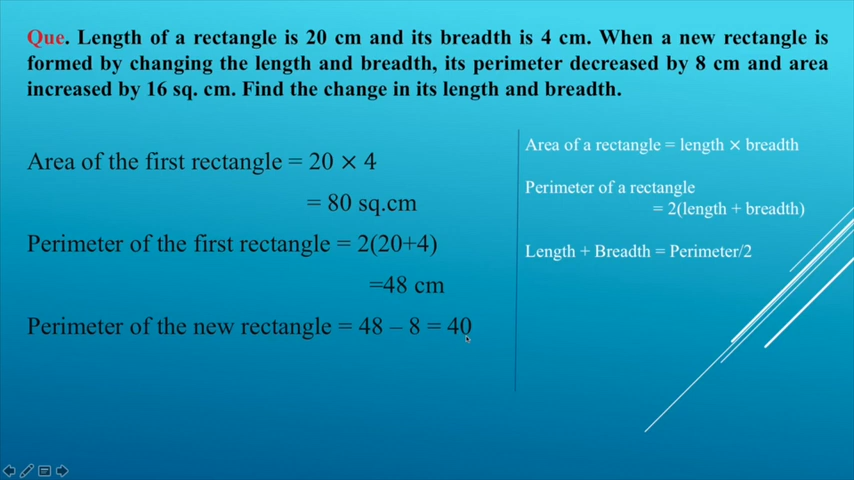 Que. Length of a rectangle is 20 cm and its breadth is 4 cm. When a new rectangle is
formed by changing the length and breadth, its perimeter decreased by 8 cm and area
increased by 16 sq. cm. Find the change in its length and breadth.
Area of the first rectangle = 20 × 4
= 80 sq.cm
Perimeter of the first rectangle = 2(20+4)
=48 cm
Perimeter of the new rectangle = 48 – 8 = 40
Area of a rectangle = length × breadth
Perimeter of a rectangle
= 2(length + breadth)
Length + Breadth = Perimeter/2